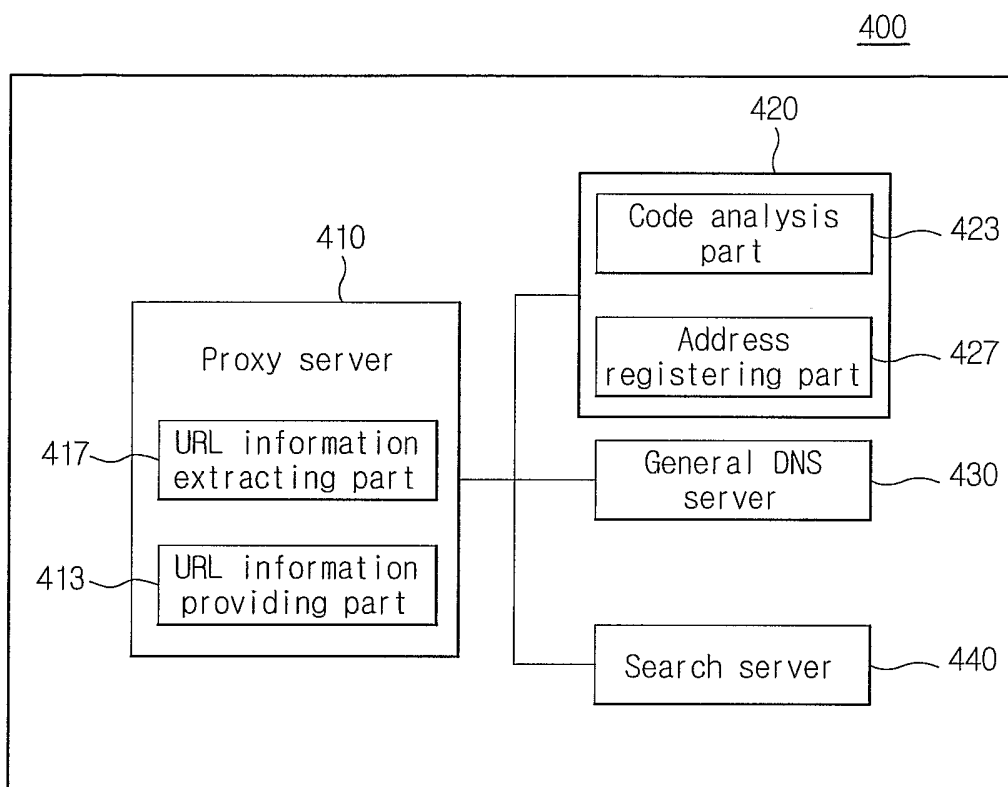 400
420
Code analysis
part
423
410
Address
registering part
427
Proxy server
417
URL information
extracting part
General DNS
server
430
413
URL information
providing part
Search server
440